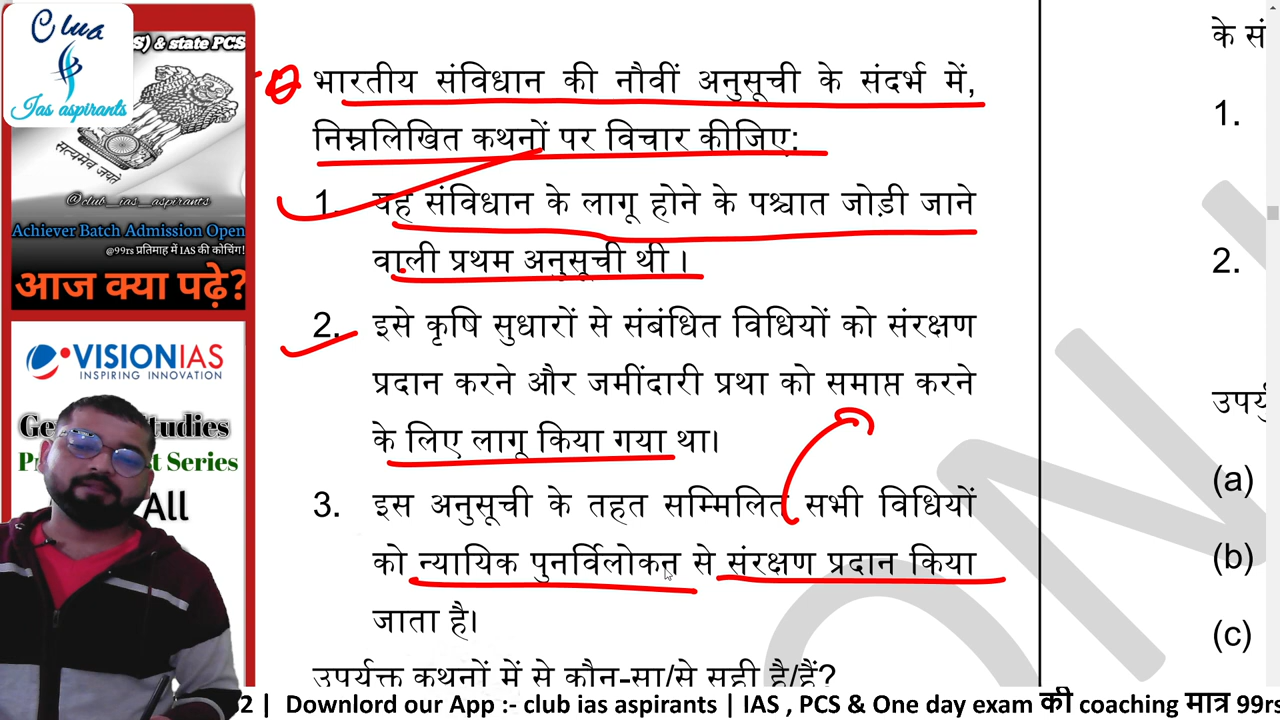 Club
Ias aspirants
S) & state PCS
सत्यमेव जयते
@club_ias_aspirants
Achiever Batch Admission Open
@99rs प्रतिमाह में IAS की कोचिंग!
आज क्या पढ़े?
VISIONIAS
INSPIRING INNOVATION
All
भारतीय संविधान की नौवीं अनुसूची के संदर्भ में,
निम्नलिखित कथनों पर विचार कीजिए:
1. यह संविधान के लागू होने के पश्चात जोड़ी जाने
वाली प्रथम अनुसूची थी ।
2. इसे कृषि सुधारों से संबंधित विधियों को संरक्षण
प्रदान करने और जमींदारी प्रथा को समाप्त करने
के लिए लागू किया गया था।
3. इस अनुसूची के तहत सम्मिलित सभी विधियों
को न्यायिक पुनर्विलोकन से संरक्षण प्रदान किया
जाता है।
उपर्युक्त कथनों में से कौन-सा/से सही है/हैं?
के सं
1.
2.
(a)
(b)
(c)
2 | Downlord our App :- club ias aspirants | IAS , PCS & One day exam की coaching मात्र 99rs